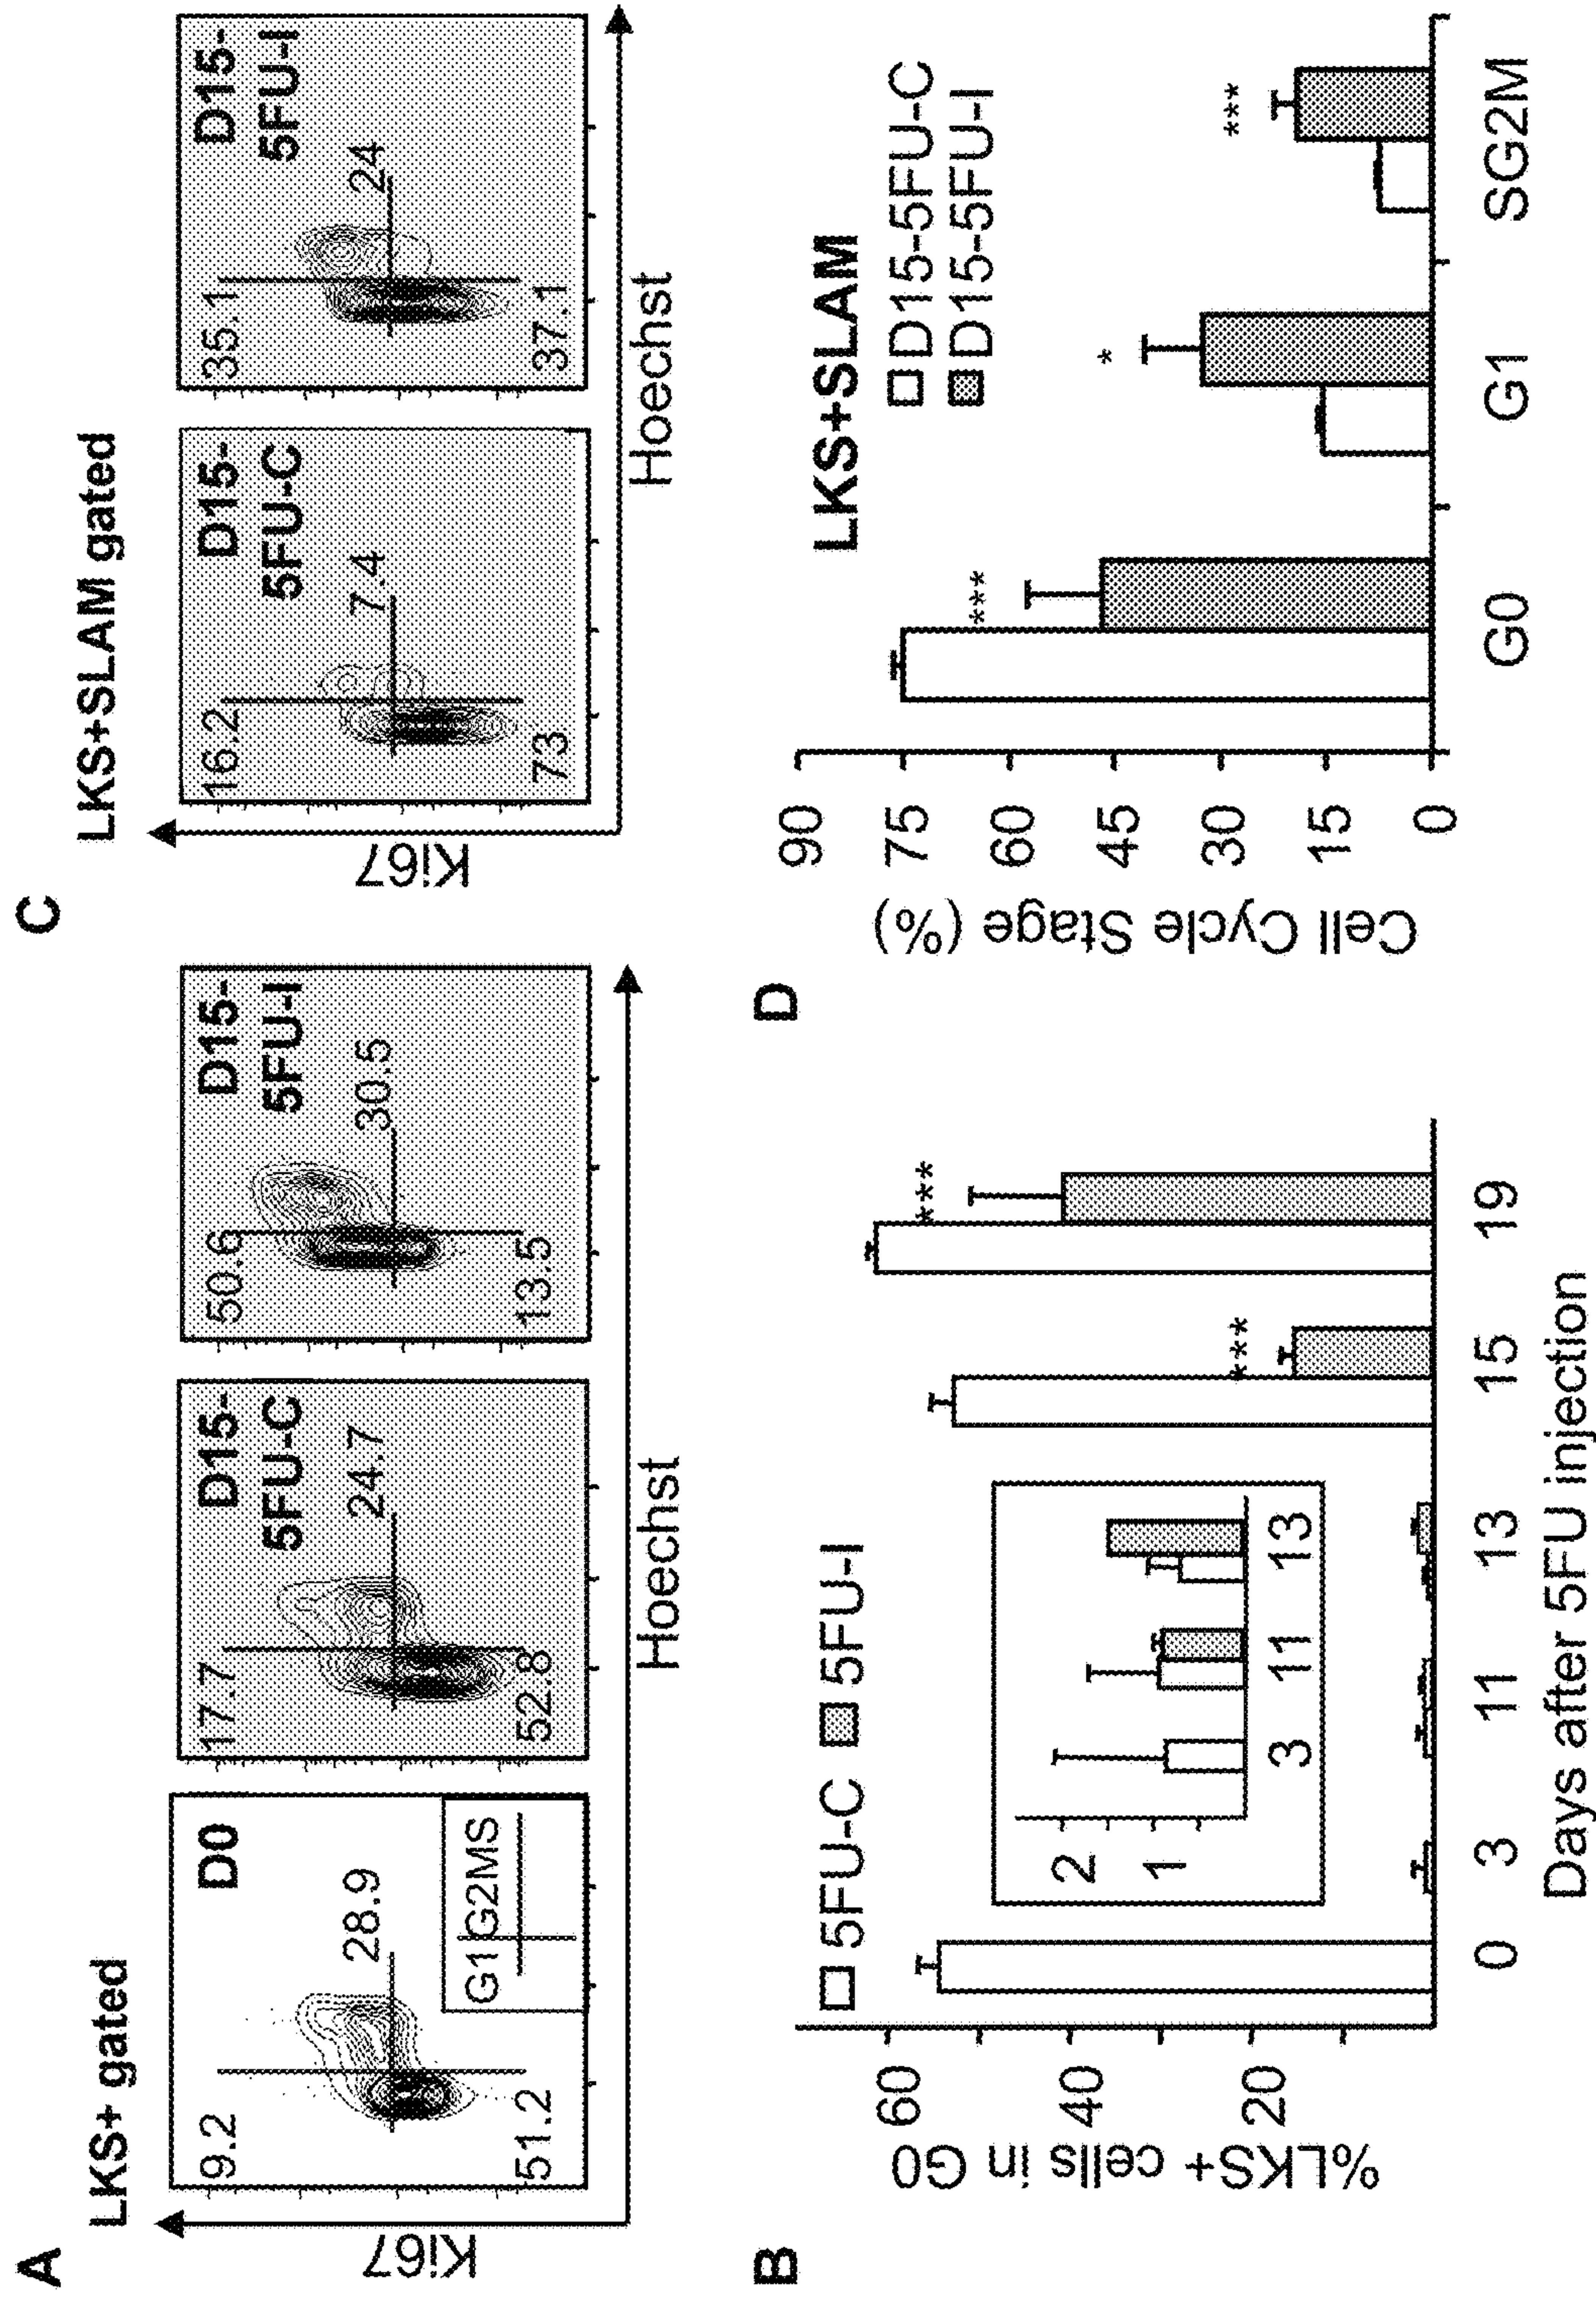 A
LKS+ gated
Ki67
9.2
D0
28.9
51.2
G1 G2MS
17.7
D15-
5FU-C
24.7
52.8
50.6
D15-
5FU-I
30.5
13.5
Hoechst
B
5FU-C 5FU-I
%LKS+ cells in G0
60
40
20
2
1
3 11 13
*** ***
0 3 11 13 15 19
Days after 5FU injection
C
LKS+SLAM gated
Ki67
16.2
D15-
5FU-C
7.4
73
35.1
D15-
5FU-I
24
37.1
Hoechst
D
LKS+SLAM
D15-5FU-C
D15-5FU-I
Cell Cycle Stage (%)
90
75
60
45
30
15
0
*** * ***
G0 G1 SG2M